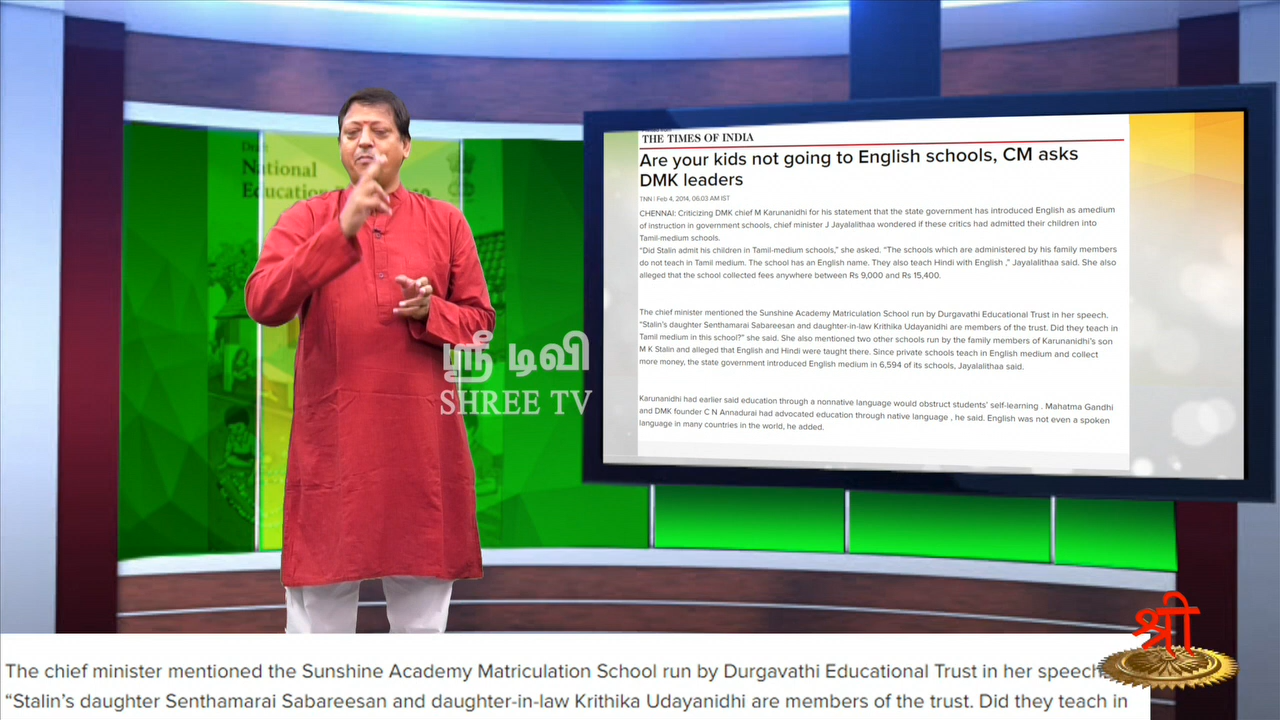 Draft
National
Education
THE TIMES OF INDIA
Are your kids not going to English schools, CM asks
DMK leaders
TNN | Feb 4, 2014, 06.03 AM IST
CHENNAI: Criticizing DMK chief M Karunanidhi for his statement that the state government has introduced English as amedium
of instruction in government schools, chief minister J Jayalalithaa wondered if these critics had admitted their children into
Tamil-medium schools.
"Did Stalin admit his children in Tamil-medium schools," she asked. "The schools which are administered by his family members
do not teach in Tamil medium. The school has an English name. They also teach Hindi with English ," Jayalalithaa said. She also
alleged that the school collected fees anywhere between Rs 9,000 and Rs 15,400.
The chief minister mentioned the Sunshine Academy Matriculation School run by Durgavathi Educational Trust in her speech.
"Stalin's daughter Senthamarai Sabareesan and daughter-in-law Krithika Udayanidhi are members of the trust. Did they teach in
Tamil medium in this school?" she said. She also mentioned two other schools run by the family members of Karunanidhi's son
M K Stalin and alleged that English and Hindi were taught there. Since private schools teach in English medium and collect
more money, the state government introduced English medium in 6,594 of its schools, Jayalalithaa said.
Karunanidhi had earlier said education through a nonnative language would obstruct students' self-learning . Mahatma Gandhi
and DMK founder C N Annadurai had advocated education through native language , he said. English was not even a spoken
language in many countries in the world, he added.
ஸ்ரீ டிவி
SHREE TV
श्री
The chief minister mentioned the Sunshine Academy Matriculation School run by Durgavathi Educational Trust in her speech
"Stalin's daughter Senthamarai Sabareesan and daughter-in-law Krithika Udayanidhi are members of the trust. Did they teach in